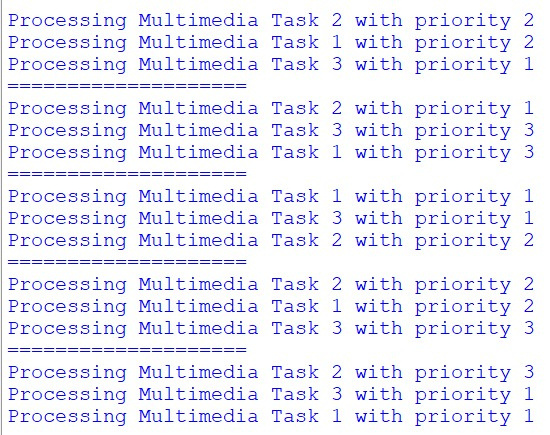 Processing Multimedia Task 2 with priority 2
Processing Multimedia Task 1 with priority 2
Processing Multimedia Task 3 with priority 1
====================
Processing Multimedia Task 2 with priority 1
Processing Multimedia Task 3 with priority 3
Processing Multimedia Task 1 with priority 3
====================
Processing Multimedia Task 1 with priority 1
Processing Multimedia Task 3 with priority 1
Processing Multimedia Task 2 with priority 2
====================
Processing Multimedia Task 2 with priority 2
Processing Multimedia Task 1 with priority 2
Processing Multimedia Task 3 with priority 3
====================
Processing Multimedia Task 2 with priority 3
Processing Multimedia Task 3 with priority 1
Processing Multimedia Task 1 with priority 1